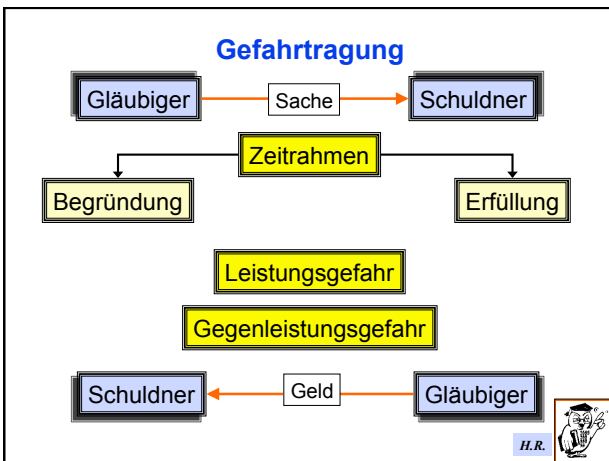 Gefahrtragung
Gläubiger Sache Schuldner
Zeitrahmen
Begründung Erfüllung
Leistungsgefahr
Gegenleistungsgefahr
Schuldner Geld Gläubiger
H.R.